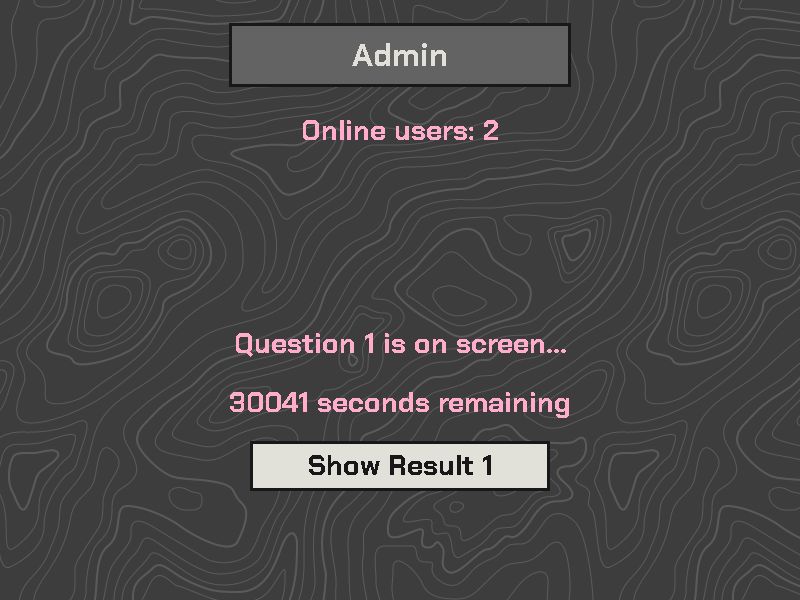 Admin
Online users: 2
Question 1 is on screen...
30041 seconds remaining
Show Result 1